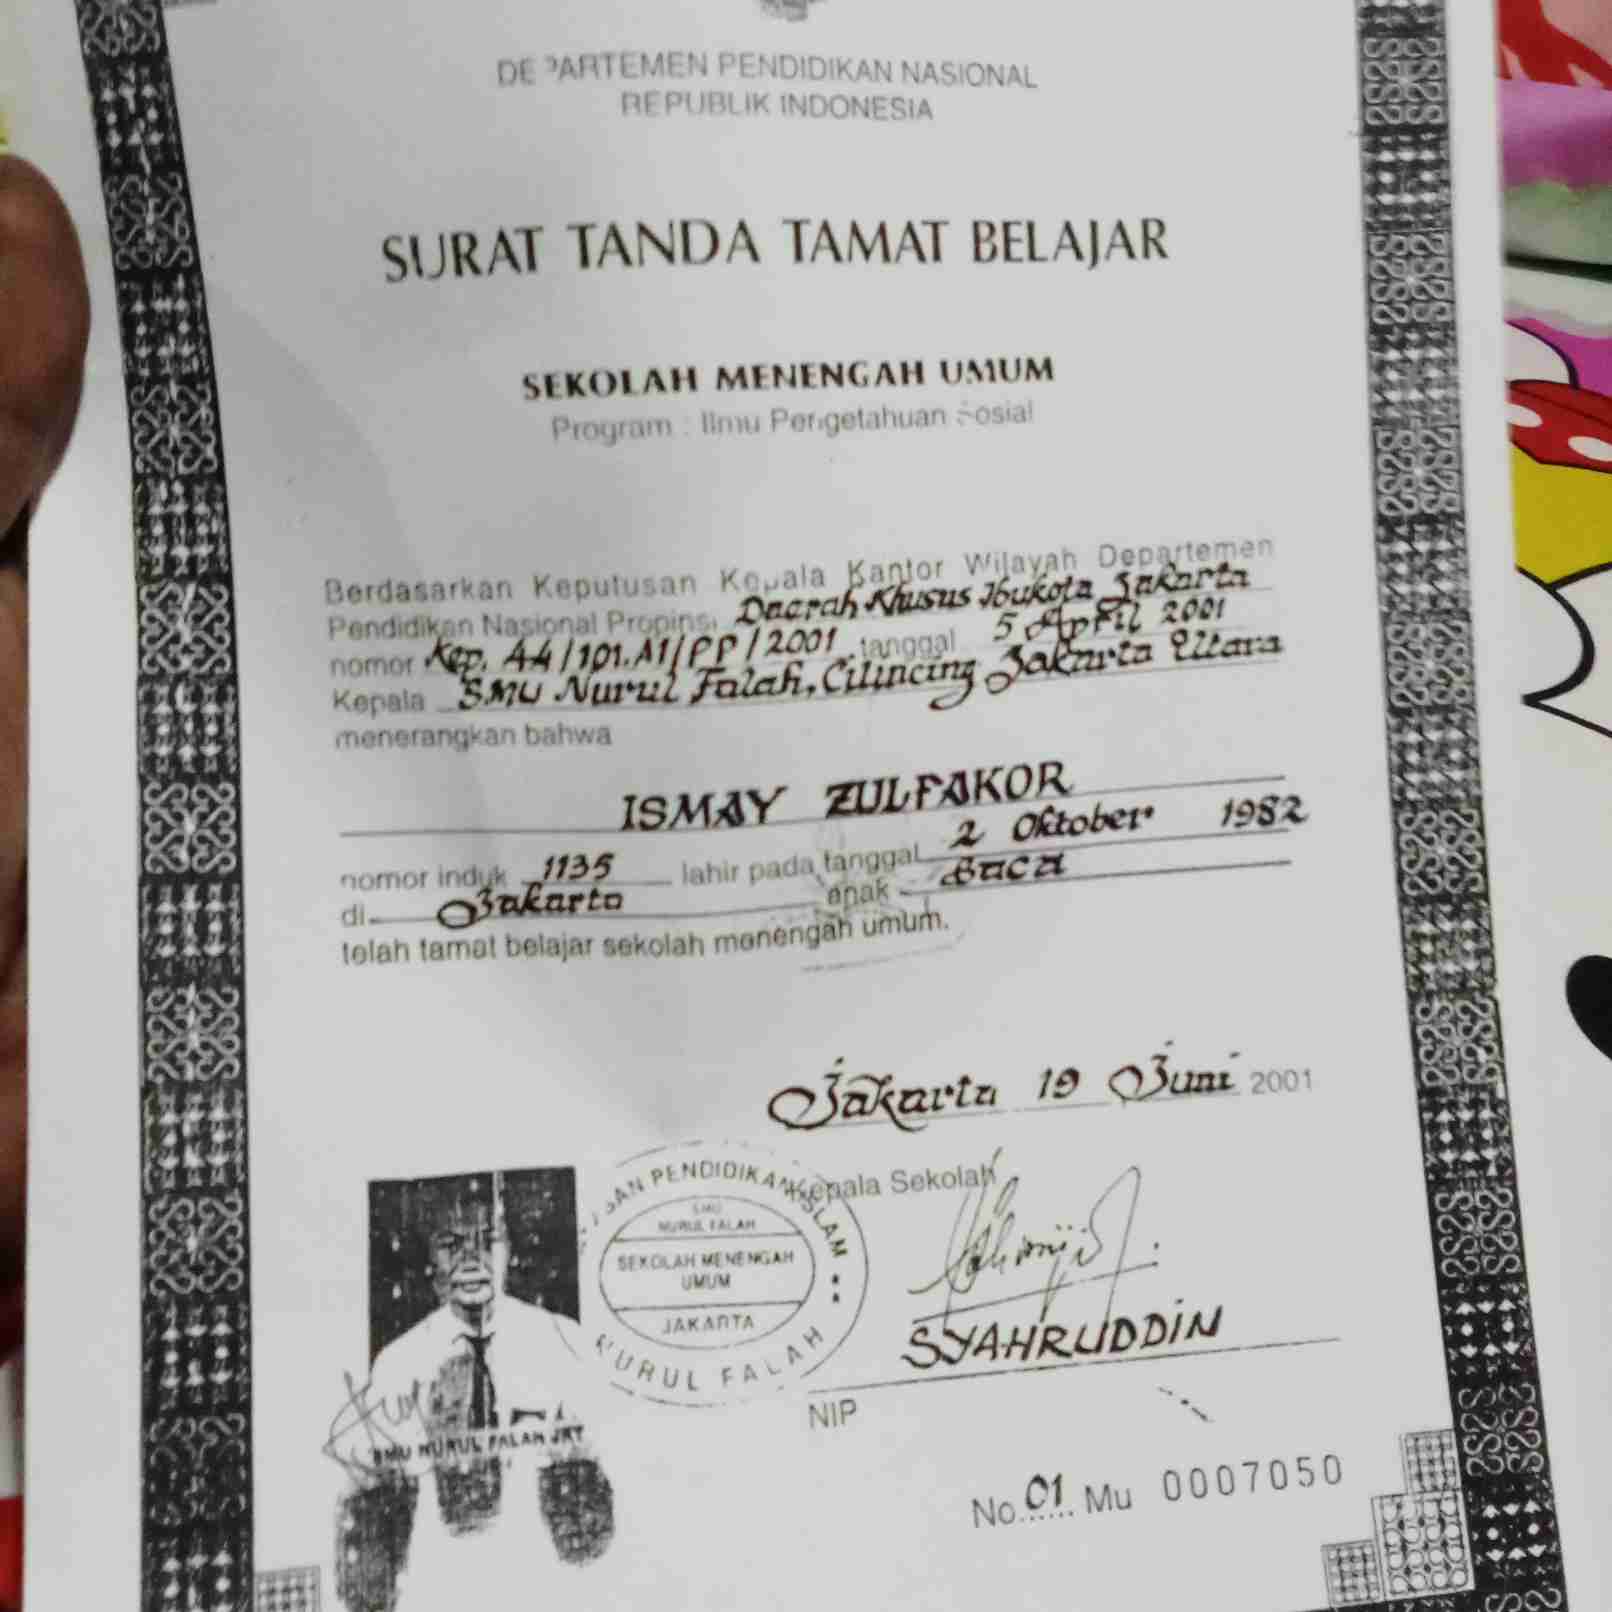 DEPARTEMEN PENDIDIKAN NASIONAL
REPUBLIK INDONESIA
SURAT TANDA TAMAT BELAJAR
SEKOLAH MENENGAH UMUM
Program : Ilmu Pengetahuan Sosial
Berdasarkan Keputusan Kepala Kantor Wilayah Departemen
Pendidikan Nasional Propinsi Daerah Khusus Ibukota Jakarta
nomor Kep. 44/101.A1/PP/2001 tanggal 5 April 2001
Kepala SMU Nurul Falah, Cilincing Jakarta Utara
menerangkan bahwa
ISMAY ZULFAKOR
nomor induk 1135 lahir pada tanggal 2 Oktober 1982
di Jakarta anak Baca
telah tamat belajar sekolah menengah umum.
Jakarta 19 Juni 2001
Kepala Sekolah
PENDIDIKAN ISLAM
SMU
NURUL FALAH
SEKOLAH MENENGAH
UMUM
JAKARTA
NURUL FALAH
SYAHRUDDIN
NIP
SMU NURUL FALAH JKT
No. 01 Mu 0007050